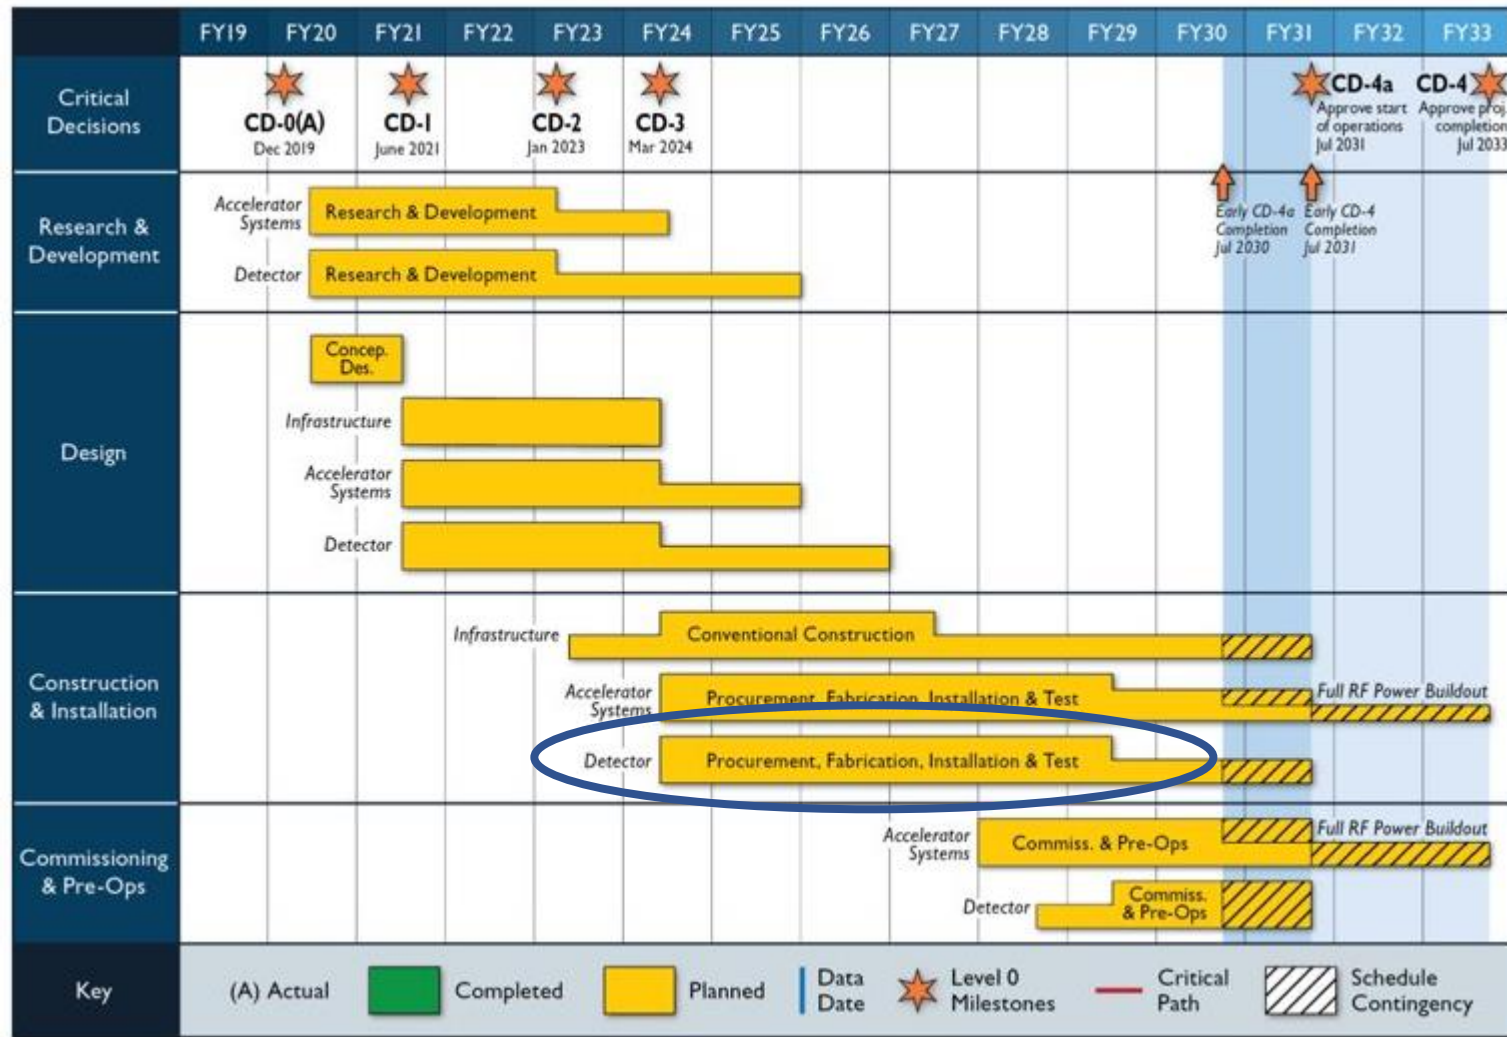 FY19 FY20 FY21 FY22 FY23 FY24 FY25 FY26 FY27 FY28 FY29 FY30 FY31 FY32 FY33
Critical
Decisions
CD-0(A)
Dec 2019
CD-1
June 2021
CD-2
Jan 2023
CD-3
Mar 2024
CD-4a
Approve start
of operations
Jul 2031
CD-4
Approve proj.
completion
Jul 2033
Early CD-4a
Completion
Jul 2030
Early CD-4
Completion
Jul 2031
Research &
Development
Accelerator
Systems
Research & Development
Detector
Research & Development
Design
Concep.
Des.
Infrastructure
Accelerator
Systems
Detector
Construction
& Installation
Infrastructure
Conventional Construction
Accelerator
Systems
Procurement, Fabrication, Installation & Test
Full RF Power Buildout
Detector
Procurement, Fabrication, Installation & Test
Commissioning
& Pre-Ops
Accelerator
Systems
Commiss. & Pre-Ops
Full RF Power Buildout
Detector
Commiss.
& Pre-Ops
Key
(A) Actual
Completed
Planned
Data
Date
Level 0
Milestones
Critical
Path
Schedule
Contingency